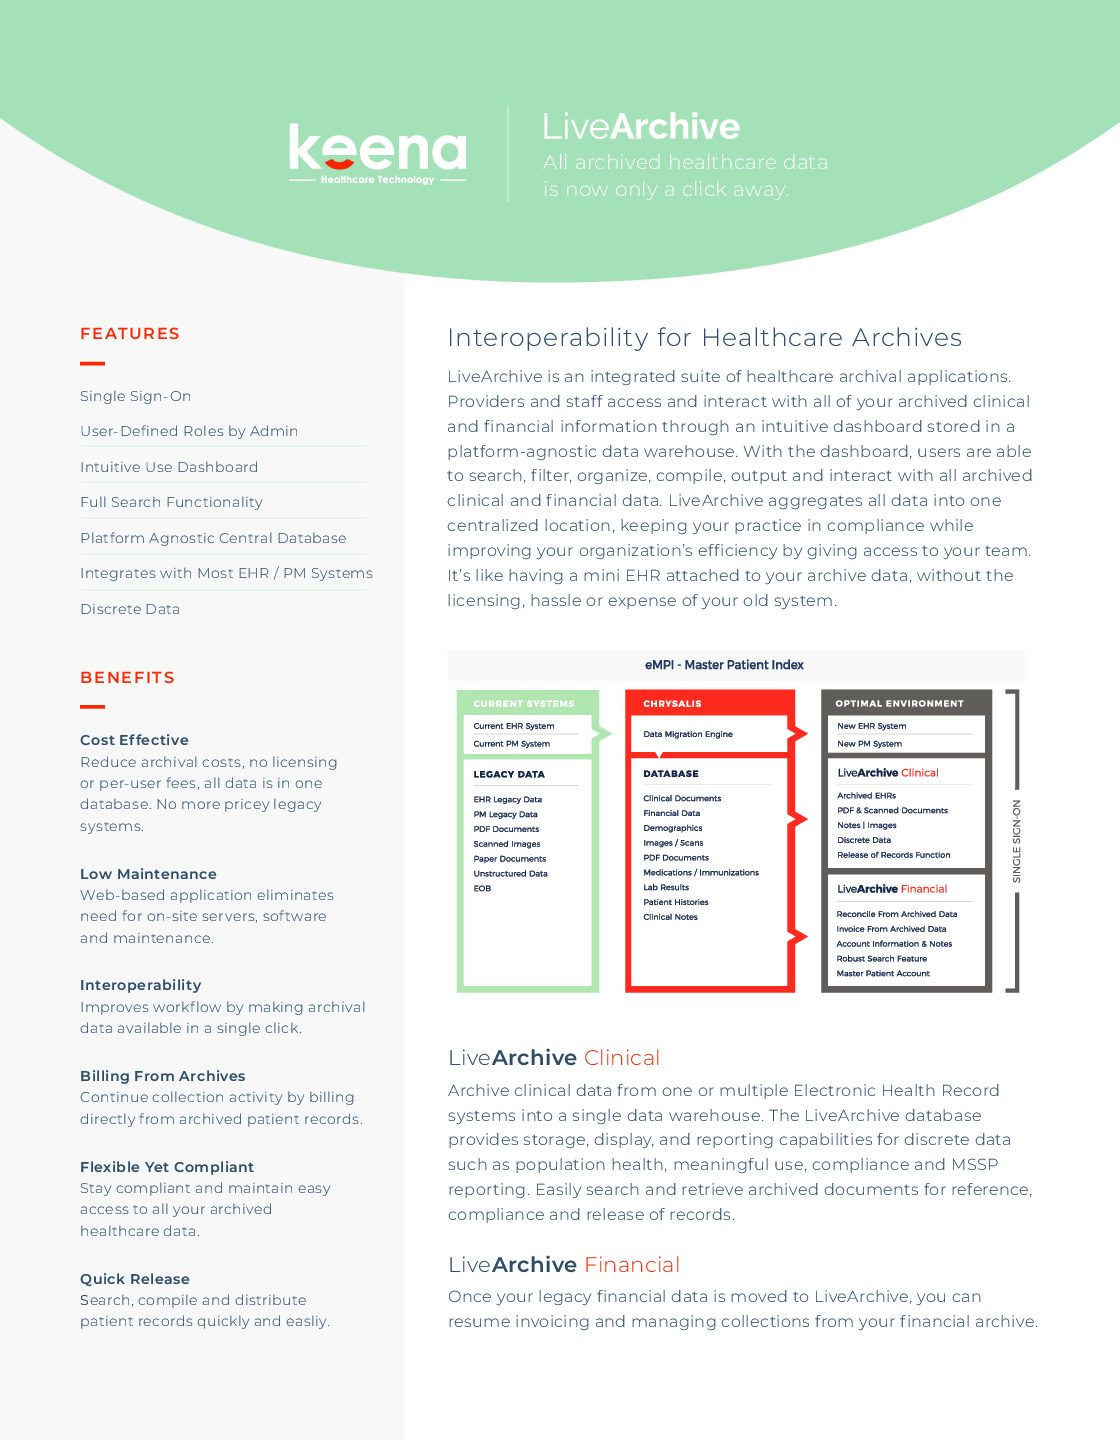 keena
Healthcare Technology
LiveArchive
All archived healthcare data
is now only a click away.
FEATURES
Single Sign-On
User-Defined Roles by Admin
Intuitive Use Dashboard
Full Search Functionality
Platform Agnostic Central Database
Integrates with Most EHR / PM Systems
Discrete Data
BENEFITS
Cost Effective
Reduce archival costs, no licensing
or per-user fees, all data is in one
database. No more pricey legacy
systems.
Low Maintenance
Web-based application eliminates
need for on-site servers, software
and maintenance.
Interoperability
Improves workflow by making archival
data available in a single click.
Billing From Archives
Continue collection activity by billing
directly from archived patient records.
Flexible Yet Compliant
Stay compliant and maintain easy
access to all your archived
healthcare data.
Quick Release
Search, compile and distribute
patient records quickly and easliy.
Interoperability for Healthcare Archives
LiveArchive is an integrated suite of healthcare archival applications.
Providers and staff access and interact with all of your archived clinical
and financial information through an intuitive dashboard stored in a
platform-agnostic data warehouse. With the dashboard, users are able
to search, filter, organize, compile, output and interact with all archived
clinical and financial data. LiveArchive aggregates all data into one
centralized location, keeping your practice in compliance while
improving your organization's efficiency by giving access to your team.
It's like having a mini EHR attached to your archive data, without the
licensing, hassle or expense of your old system.
eMPI - Master Patient Index
CURRENT SYSTEMS
Current EHR System
Current PM System
LEGACY DATA
EHR Legacy Data
PM Legacy Data
PDF Documents
Scanned Images
Paper Documents
Unstructured Data
EOB
CHRYSALIS
Data Migration Engine
DATABASE
Clinical Documents
Financial Data
Demographics
Images / Scans
PDF Documents
Medications / Immunizations
Lab Results
Patient Histories
Clinical Notes
OPTIMAL ENVIRONMENT
New EHR System
New PM System
LiveArchive Clinical
Archived EHRs
PDF & Scanned Documents
Notes | Images
Discrete Data
Release of Records Function
LiveArchive Financial
Reconcile From Archived Data
Invoice From Archived Data
Account Information & Notes
Robust Search Feature
Master Patient Account
SINGLE SIGN-ON
LiveArchive Clinical
Archive clinical data from one or multiple Electronic Health Record
systems into a single data warehouse. The LiveArchive database
provides storage, display, and reporting capabilities for discrete data
such as population health, meaningful use, compliance and MSSP
reporting. Easily search and retrieve archived documents for reference,
compliance and release of records.
LiveArchive Financial
Once your legacy financial data is moved to LiveArchive, you can
resume invoicing and managing collections from your financial archive.